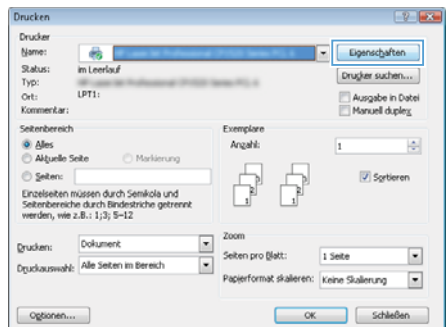 Drucken
Drucker
Name:
Eigenschaften
Status: im Leerlauf
Drucker suchen...
Typ:
Ort: LPT1:
Ausgabe in Datei
Kommentar:
Manuell duplex
Seitenbereich
Alles
Aktuelle Seite Markierung
Seiten:
Einzelseiten müssen durch Semikola und
Seitenbereiche durch Bindestriche getrennt
werden, wie z.B.: 1;3; 5–12
Exemplare
Anzahl: 1
Sortieren
Drucken: Dokument
Druckauswahl: Alle Seiten im Bereich
Zoom
Seiten pro Blatt: 1 Seite
Papierformat skalieren: Keine Skalierung
Optionen...
OK
Schließen